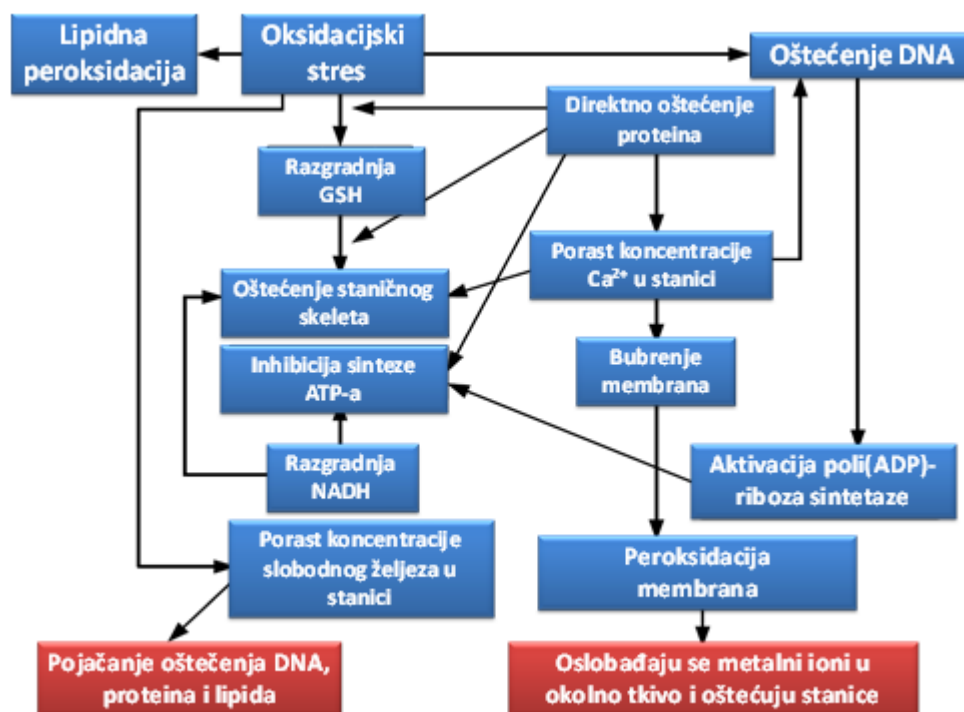 Lipidna
peroksidacija
Oksidacijski
stres
Oštećenje DNA
Direktno oštećenje
proteina
Razgradnja
GSH
Porast koncentracije
Ca²⁺ u stanici
Oštećenje staničnog
skeleta
Inhibicija sinteze
ATP-a
Bubrenje
membrana
Razgradnja
NADH
Aktivacija poli(ADP)-
riboza sintetaze
Porast koncentracije
slobodnog željeza u
stanici
Peroksidacija
membrana
Pojačanje oštečenja DNA,
proteina i lipida
Oslobađaju se metalni ioni u
okolno tkivo i oštećuju stanice